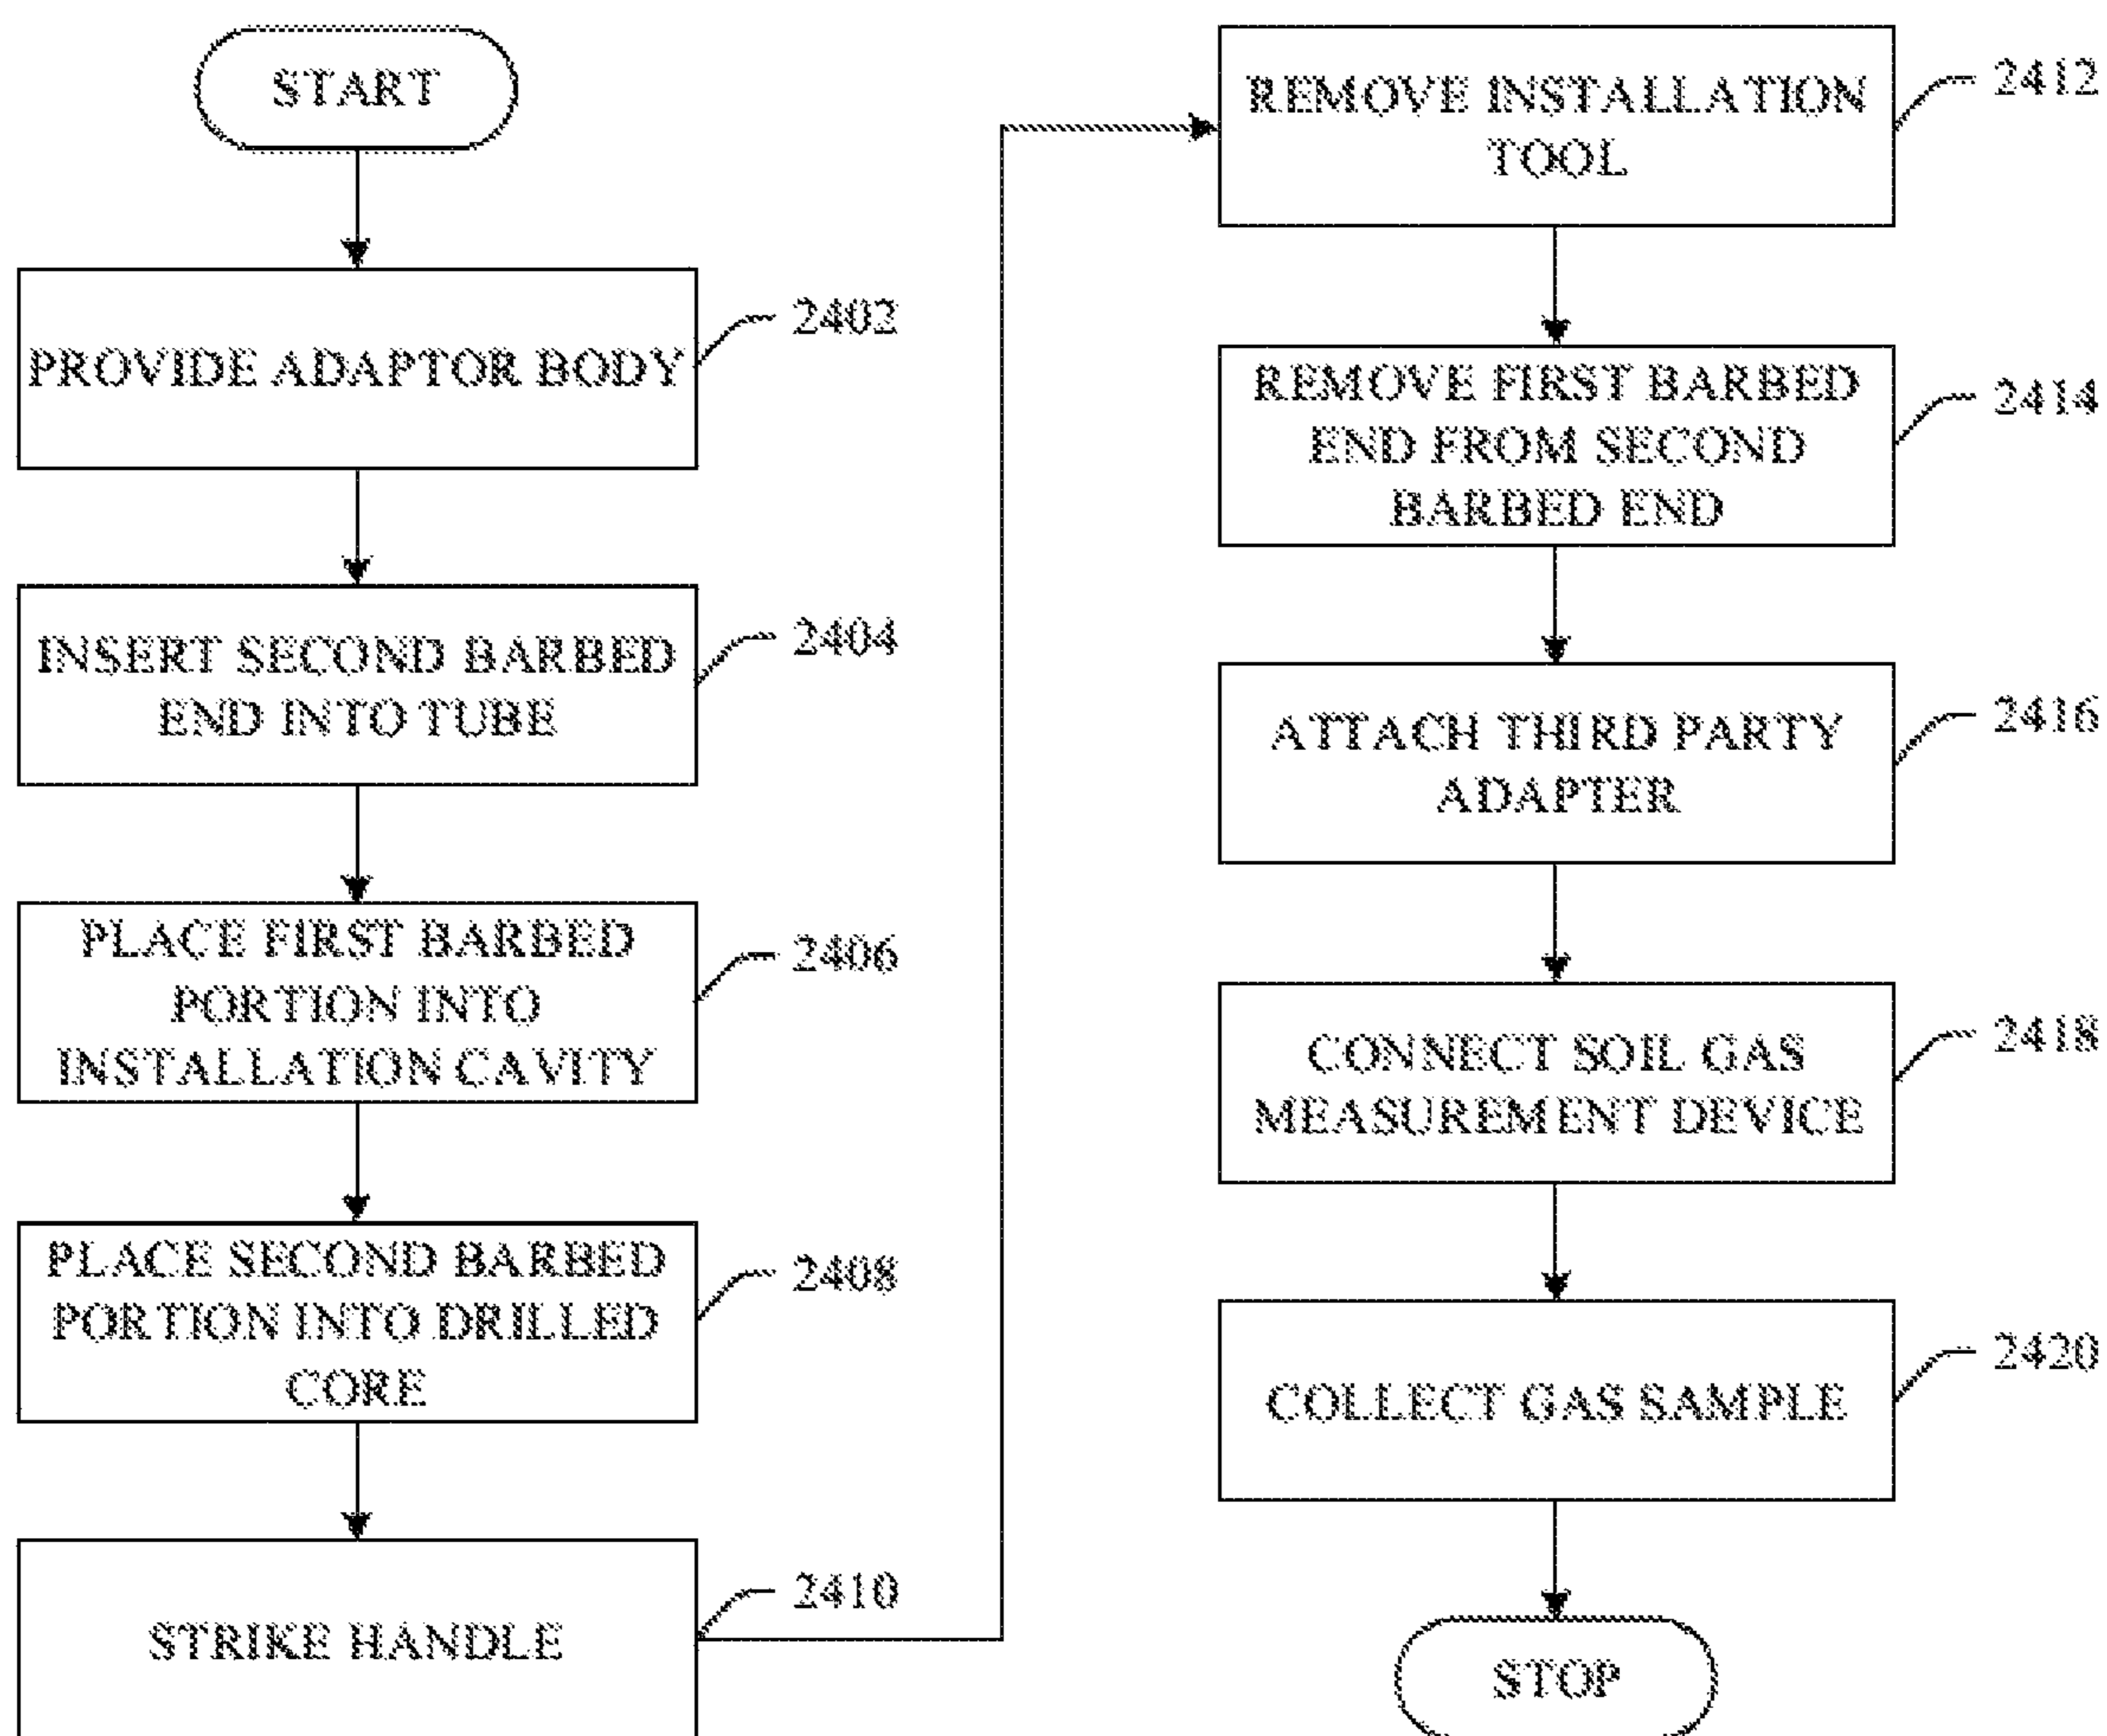 START
PROVIDE ADAPTOR BODY
2402
INSERT SECOND BARBED
END INTO TUBE
2404
PLACE FIRST BARBED
PORTION INTO
INSTALLATION CAVITY
2406
PLACE SECOND BARBED
PORTION INTO DRILLED
CORE
2408
STRIKE HANDLE
2410
REMOVE INSTALLATION
TOOL
2412
REMOVE FIRST BARBED
END FROM SECOND
BARBED END
2414
ATTACH THIRD PARTY
ADAPTER
2416
CONNECT SOIL GAS
MEASUREMENT DEVICE
2418
COLLECT GAS SAMPLE
2420
STOP